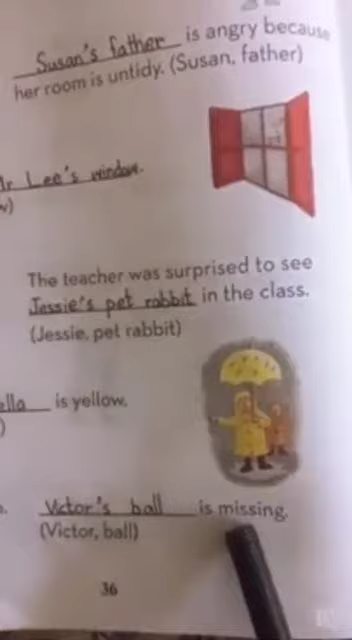 Susan's father is angry because
her room is untidy. (Susan, father)
Lee's window.
The teacher was surprised to see
Jessie's pet rabbit in the class.
(Jessie, pet rabbit)
ella is yellow.
)
Victor's ball is missing.
(Victor, ball)
36